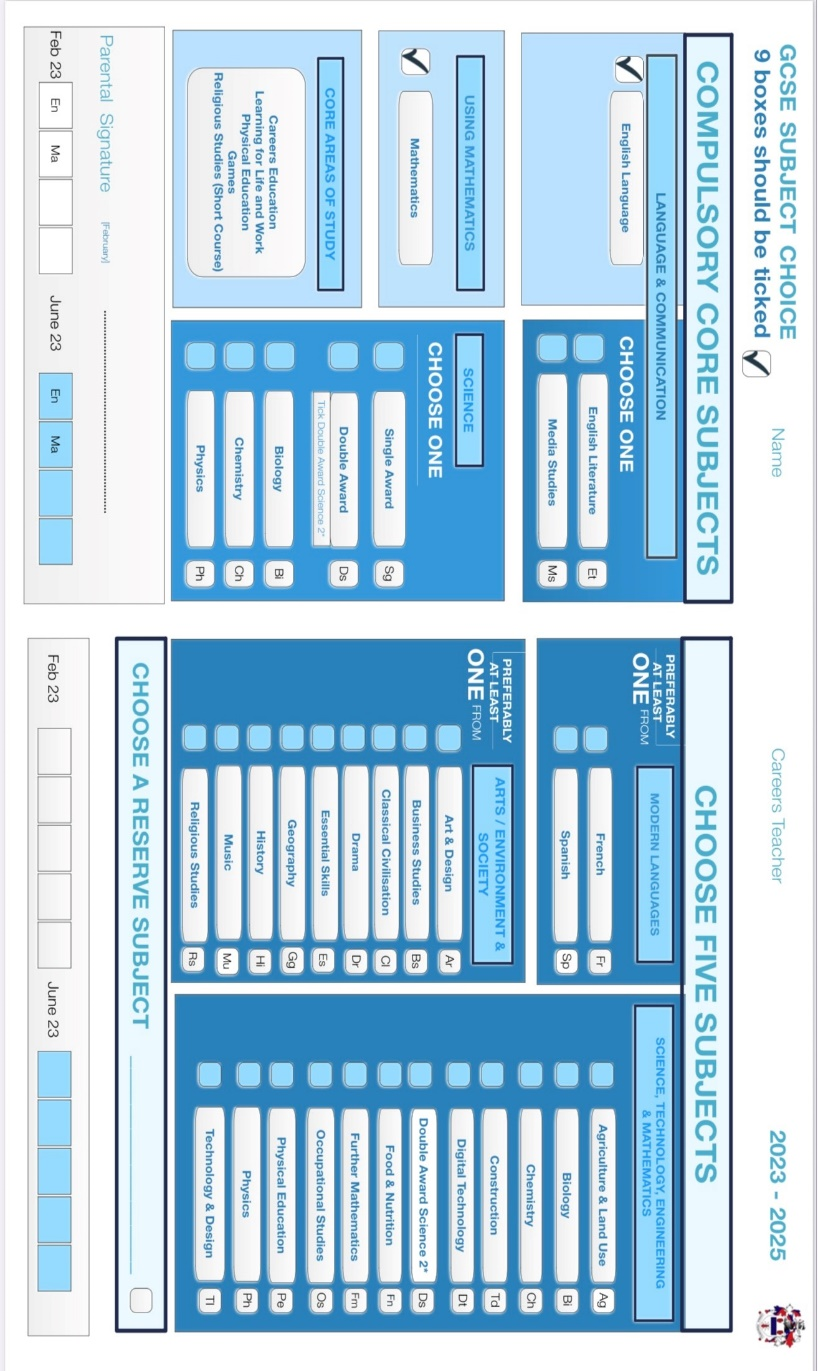 GCSE SUBJECT CHOICE
9 boxes should be ticked
Name
Careers Teacher
2023 - 2025
COMPULSORY CORE SUBJECTS
LANGUAGE & COMMUNICATION
English Language
CHOOSE ONE
English Literature Et
Media Studies Ms
USING MATHEMATICS
Mathematics
SCIENCE
CHOOSE ONE
Single Award Sg
Double Award Ds
Tick Double Award Science 2*
Biology Bi
Chemistry Ch
Physics Ph
CORE AREAS OF STUDY
Careers Education
Learning for Life and Work
Physical Education
Games
Religious Studies (Short Course)
Parental Signature
[February]
Feb 23 En Ma
June 23 En Ma
CHOOSE FIVE SUBJECTS
PREFERABLY
AT LEAST
ONE FROM
MODERN LANGUAGES
French Fr
Spanish Sp
PREFERABLY
AT LEAST
ONE FROM
ARTS / ENVIRONMENT &
SOCIETY
Art & Design Ar
Business Studies Bs
Classical Civilisation Cl
Drama Dr
Essential Skills Es
Geography Gg
History Hi
Music Mu
Religious Studies Rs
SCIENCE, TECHNOLOGY, ENGINEERING
& MATHEMATICS
Agriculture & Land Use Ag
Biology Bi
Chemistry Ch
Construction Td
Digital Technology Dt
Double Award Science 2* Ds
Food & Nutrition Fn
Further Mathematics Fm
Occupational Studies Os
Physical Education Pe
Physics Ph
Technology & Design Tl
CHOOSE A RESERVE SUBJECT
Feb 23
June 23